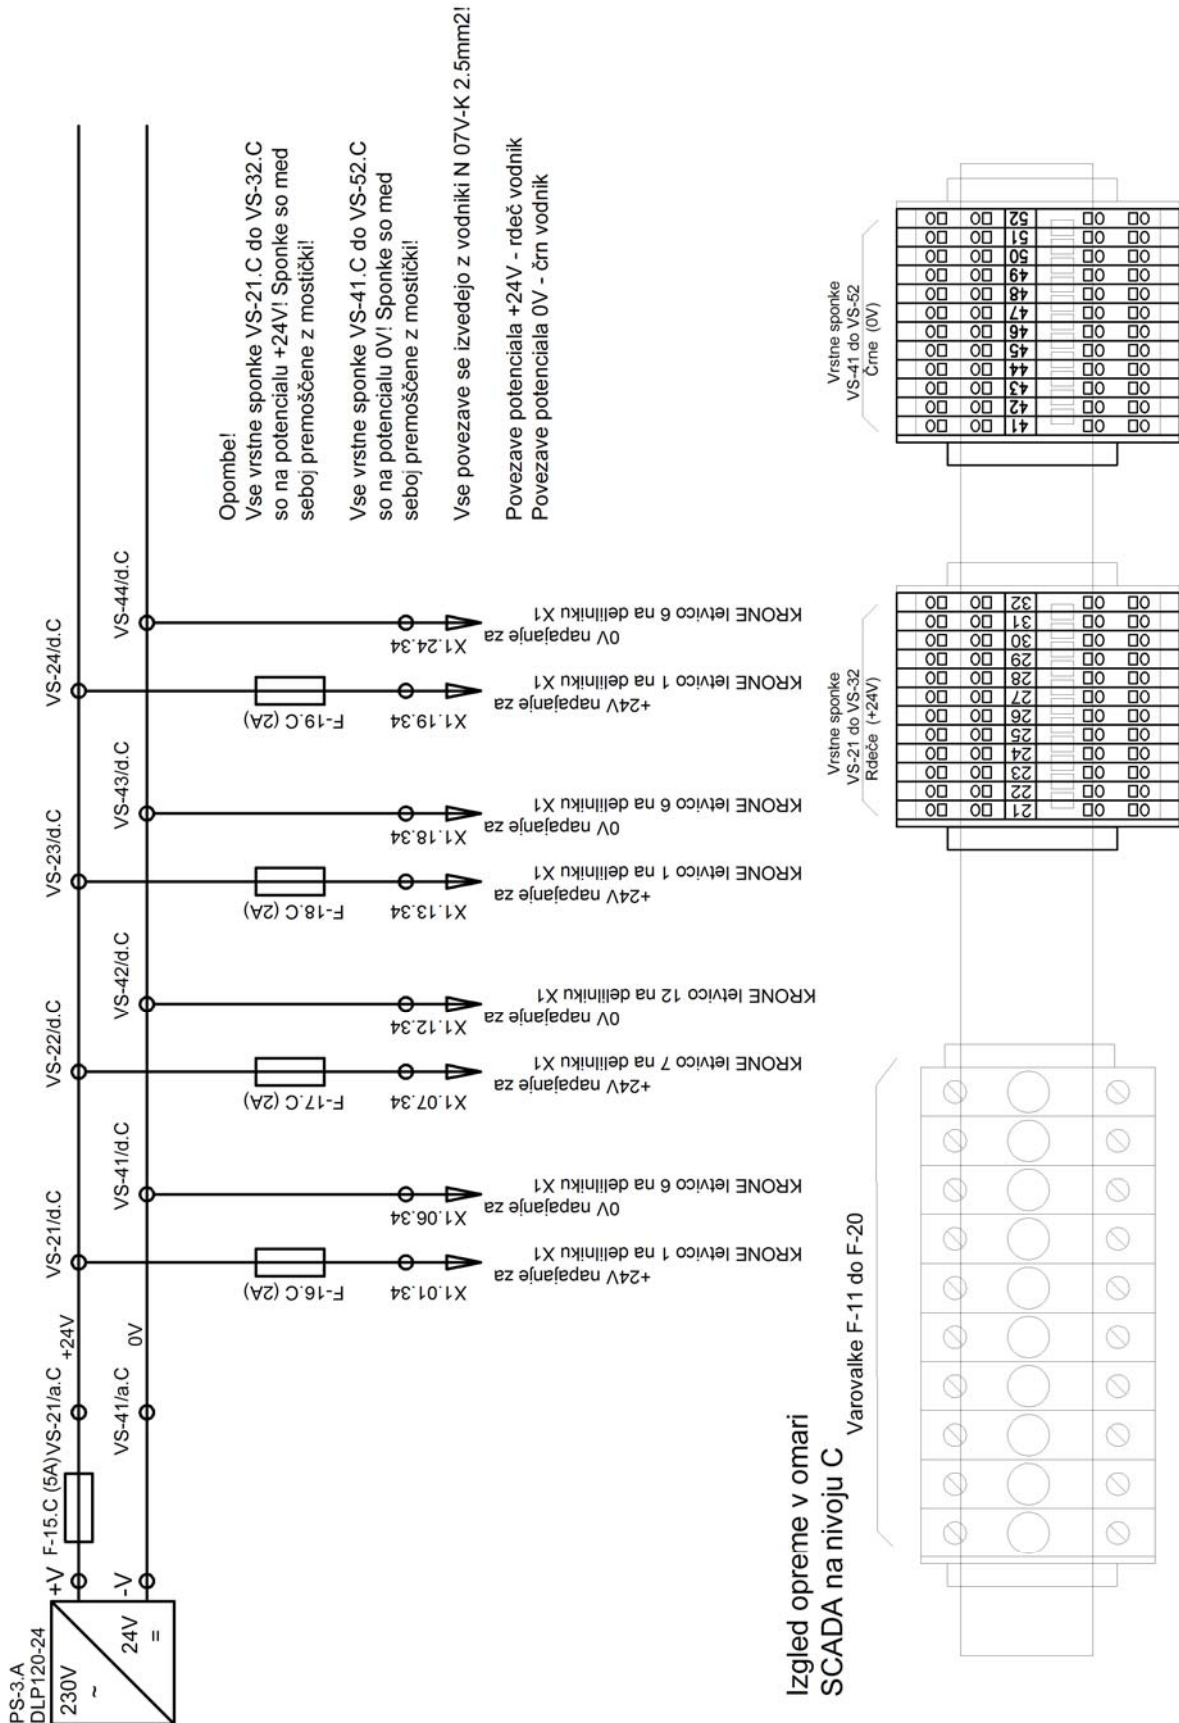 PS-3.A
DLP120-24
230V
~
24V
=
+V
-V
F-15.C (5A)
VS-21/a.C
VS-41/a.C
+24V
0V
VS-21/d.C
VS-41/d.C
VS-22/d.C
VS-42/d.C
VS-23/d.C
VS-43/d.C
VS-24/d.C
VS-44/d.C
F-16.C (2A)
X1.01.34
+24V napajanje za
KRONE letvico 1 na deliilniku X1
X1.06.34
0V napajanje za
KRONE letvico 6 na deliilniku X1
F-17.C (2A)
X1.07.34
+24V napajanje za
KRONE letvico 7 na deliilniku X1
X1.12.34
0V napajanje za
KRONE letvico 12 na deliilniku X1
F-18.C (2A)
X1.13.34
+24V napajanje za
KRONE letvico 1 na deliilniku X1
X1.18.34
0V napajanje za
KRONE letvico 6 na deliilniku X1
F-19.C (2A)
X1.19.34
+24V napajanje za
KRONE letvico 1 na deliilniku X1
X1.24.34
0V napajanje za
KRONE letvico 6 na deliilniku X1
Opombe!
Vse vrstne sponke VS-21.C do VS-32.C
so na potencialu +24V! Sponke so med
seboj premoščene z mostički!
Vse vrstne sponke VS-41.C do VS-52.C
so na potencialu 0V! Sponke so med
seboj premoščene z mostički!
Vse povezave se izvedejo z vodniki N 07V-K 2.5mm2!
Povezave potenciala +24V - rdeč vodnik
Povezave potenciala 0V - črn vodnik
Izgled opreme v omari
SCADA na nivoju C
Varovalke F-11 do F-20
Vrstne sponke
VS-21 do VS-32
Rdeče (+24V)
21 22 23 24 25 26 27 28 29 30 31 32
Vrstne sponke
VS-41 do VS-52
Črne (0V)
41 42 43 44 45 46 47 48 49 50 51 52